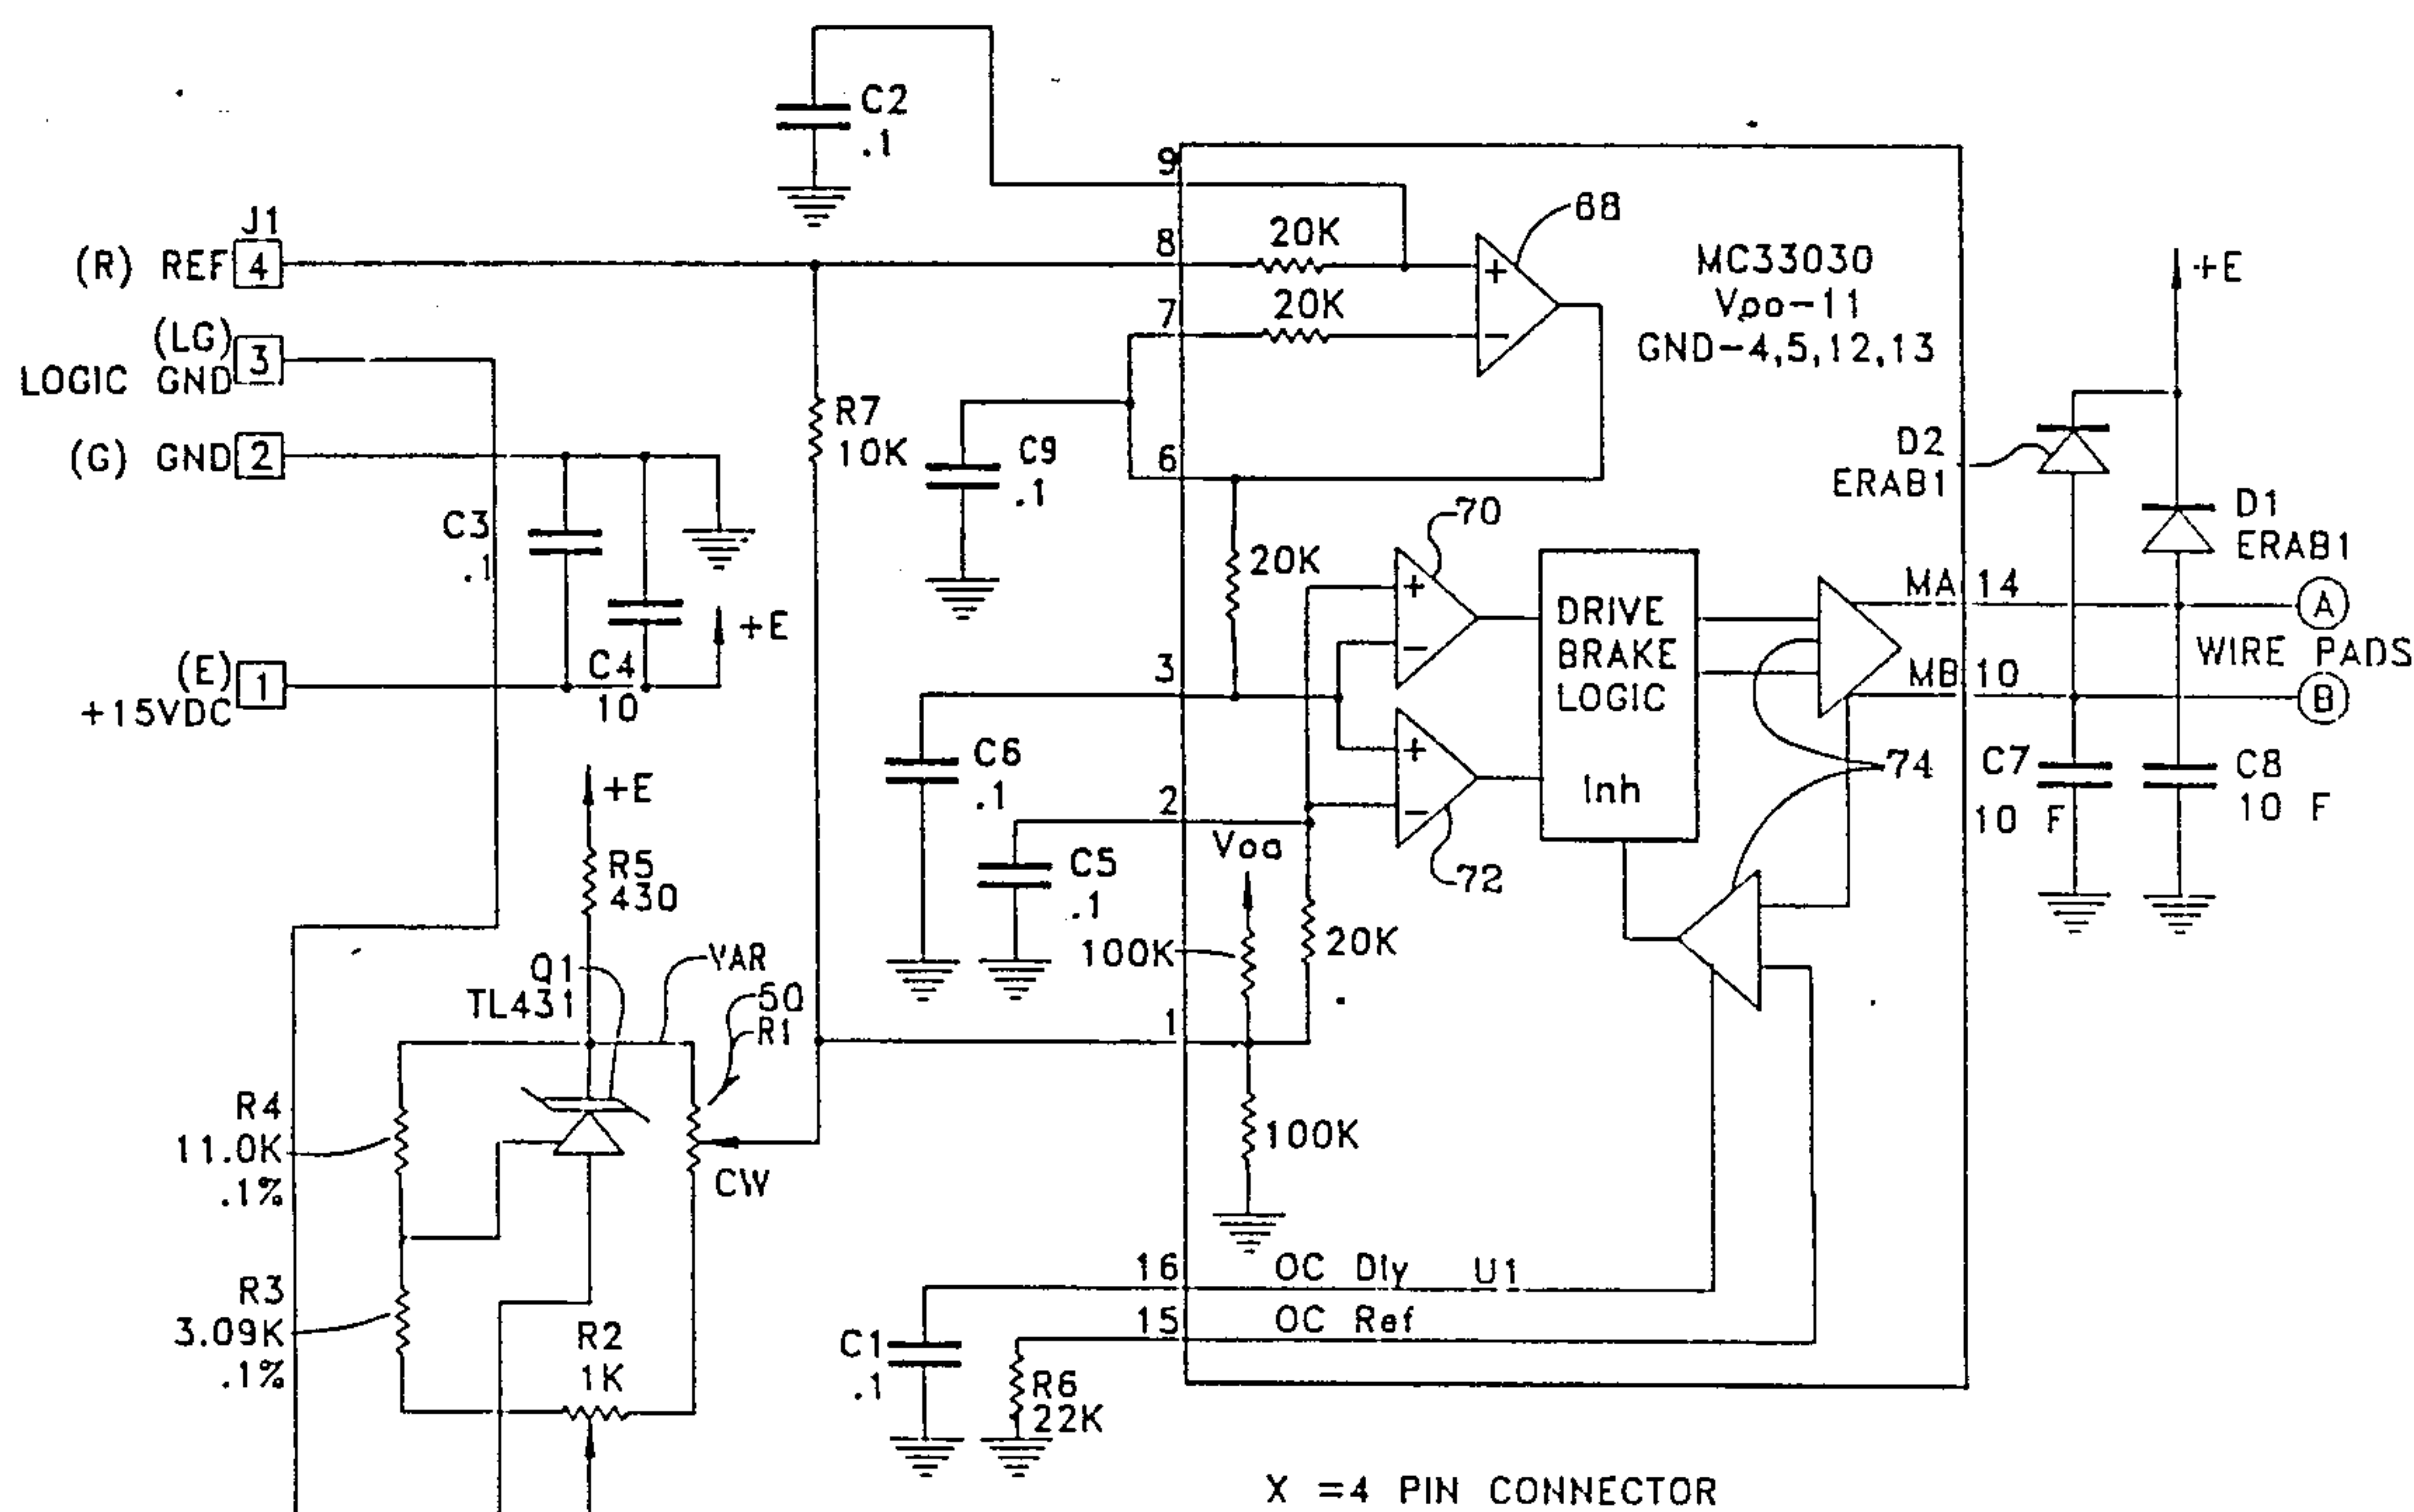 C2
.1
9
J1
(R) REF 4
8
20K
68
MC33030
Vpo-11
GND-4,5,12,13
+E
(LG)
LOGIC GND 3
7
20K
(G) GND 2
R7
10K
C9
.1
6
D2
ERAB1
C3
.1
70
20K
D1
ERAB1
+E
DRIVE
BRAKE
LOGIC
Inh
MA 14
A
WIRE PADS
(E)
+15VDC 1
C4
10
3
MB 10
B
C6
.1
+E
2
74
C7
10 F
C8
10 F
R5
430
C5
.1
Voa
72
100K
20K
Q1
TL431
VAR
50
R1
1
R4
11.0K
.1%
CW
100K
R3
3.09K
.1%
16
OC Dly
U1
15
OC Ref
R2
1K
C1
.1
R6
22K
X =4 PIN CONNECTOR